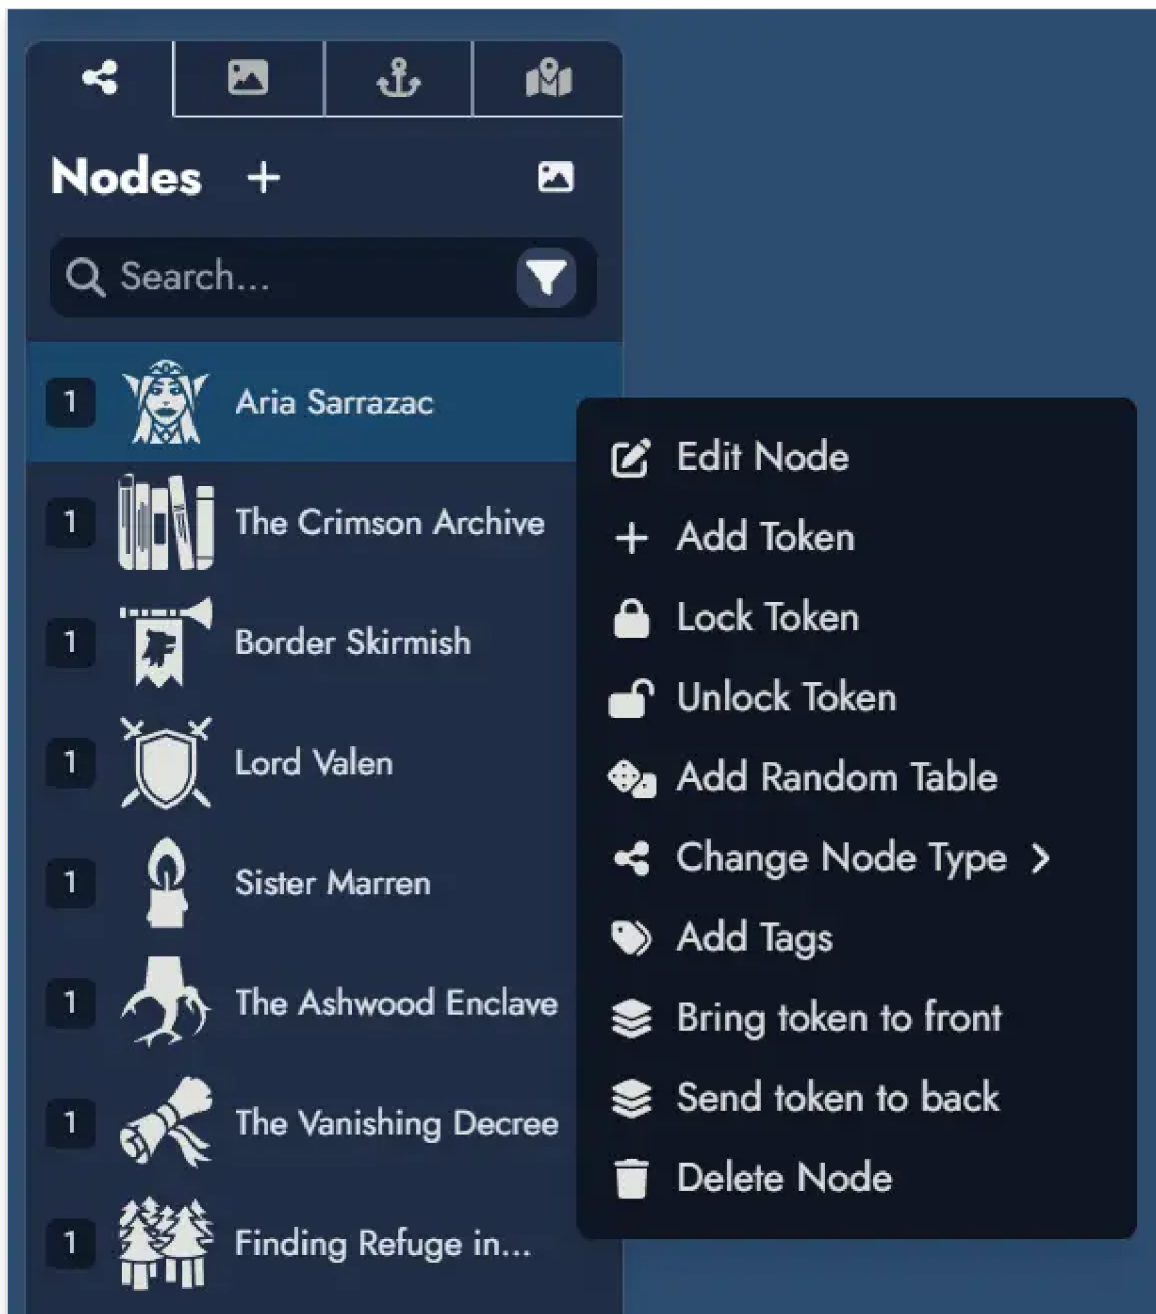 Nodes
Search...
1 Aria Sarrazac
1 The Crimson Archive
1 Border Skirmish
1 Lord Valen
1 Sister Marren
1 The Ashwood Enclave
1 The Vanishing Decree
1 Finding Refuge in...
Edit Node
Add Token
Lock Token
Unlock Token
Add Random Table
Change Node Type
Add Tags
Bring token to front
Send token to back
Delete Node